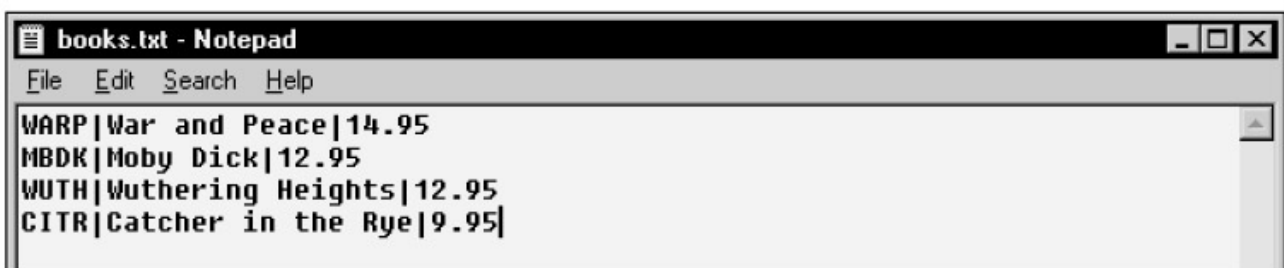 books.txt - Notepad
File Edit Search Help
WARP|War and Peace|14.95
MBDK|Moby Dick|12.95
WUTH|Wuthering Heights|12.95
CITR|Catcher in the Rye|9.95